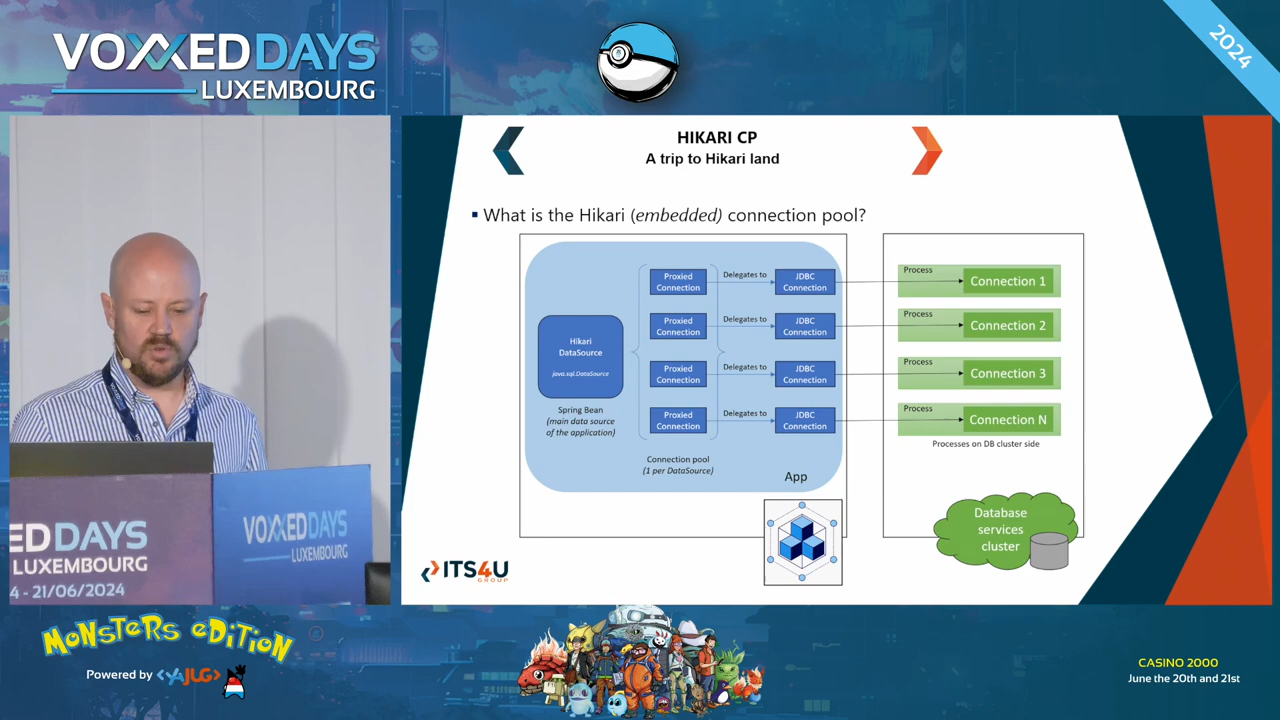 VOXXEDDAYS
LUXEMBOURG
2024
HIKARI CP
A trip to Hikari land
▪ What is the Hikari (embedded) connection pool?
Hikari
DataSource
java.sql.DataSource
Spring Bean
(main data source
of the application)
Proxied
Connection
Delegates to
JDBC
Connection
Proxied
Connection
Delegates to
JDBC
Connection
Proxied
Connection
Delegates to
JDBC
Connection
Proxied
Connection
Delegates to
JDBC
Connection
Connection pool
(1 per DataSource)
App
Process
Connection 1
Process
Connection 2
Process
Connection 3
Process
Connection N
Processes on DB cluster side
Database
services
cluster
ITS4U
GROUP
ED DAYS
LUXEMBOURG
4 - 21/06/2024
VOXXED DAYS
LUXEMBOURG
MONSTERS EDITION
Powered by <YAJUG>
CASINO 2000
June the 20th and 21st